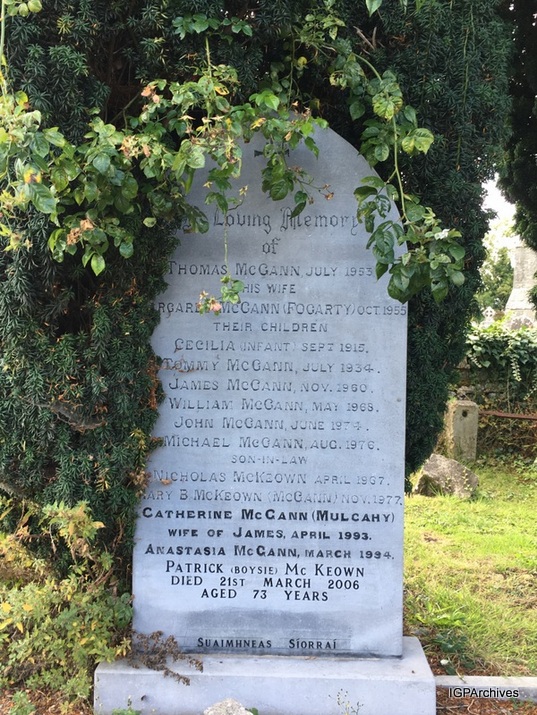 In Loving Memory
of
Thomas McGann, July 1953
his wife
Margaret McGann (Fogarty) Oct 1955
their children
Cecilia (infant) Sept 1915.
Tommy McGann, July 1934.
James McGann, Nov. 1960.
William McGann, May 1968.
John McGann, June 1974.
Michael McGann, Aug. 1976.
son-in-law
Nicholas McKeown April 1967.
Mary B McKeown (McGann) Nov. 1977.
Catherine McGann (Mulcahy)
wife of James, April 1993.
Anastasia McGann, March 1994.
Patrick (Boysie) Mc Keown
died 21st March 2006
aged 73 years
Suaimhneas Síorraí
IGPArchives